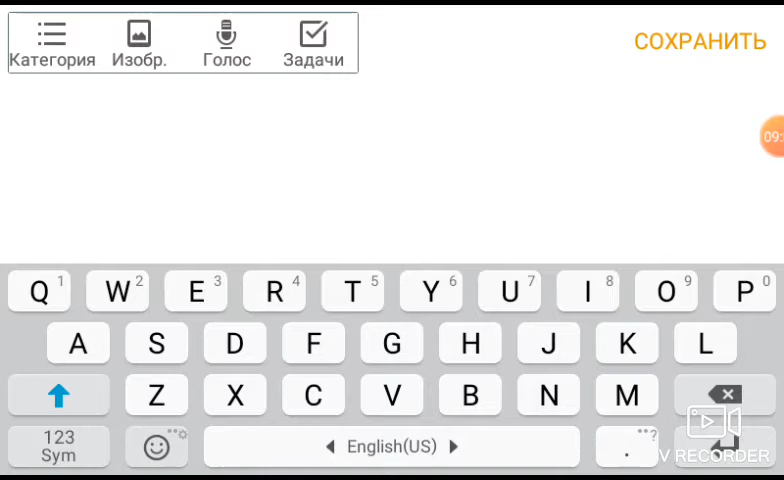 Категория Изобр. Голос Задачи
СОХРАНИТЬ
09:
Q 1 W 2 E 3 R 4 T 5 Y 6 U 7 I 8 O 9 P 0
A S D F G H J K L
Z X C V B N M
123 Sym English(US) . ?
V RECORDER